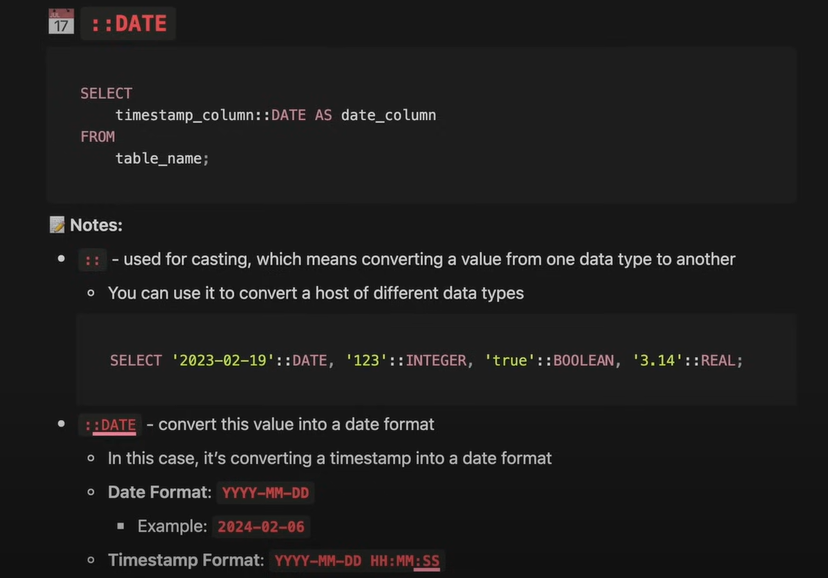 17 ::DATE
SELECT
timestamp_column::DATE AS date_column
FROM
table_name;
Notes:
:: - used for casting, which means converting a value from one data type to another
You can use it to convert a host of different data types
SELECT '2023-02-19'::DATE, '123'::INTEGER, 'true'::BOOLEAN, '3.14'::REAL;
::DATE - convert this value into a date format
In this case, it’s converting a timestamp into a date format
Date Format: YYYY-MM-DD
Example: 2024-02-06
Timestamp Format: YYYY-MM-DD HH:MM:SS